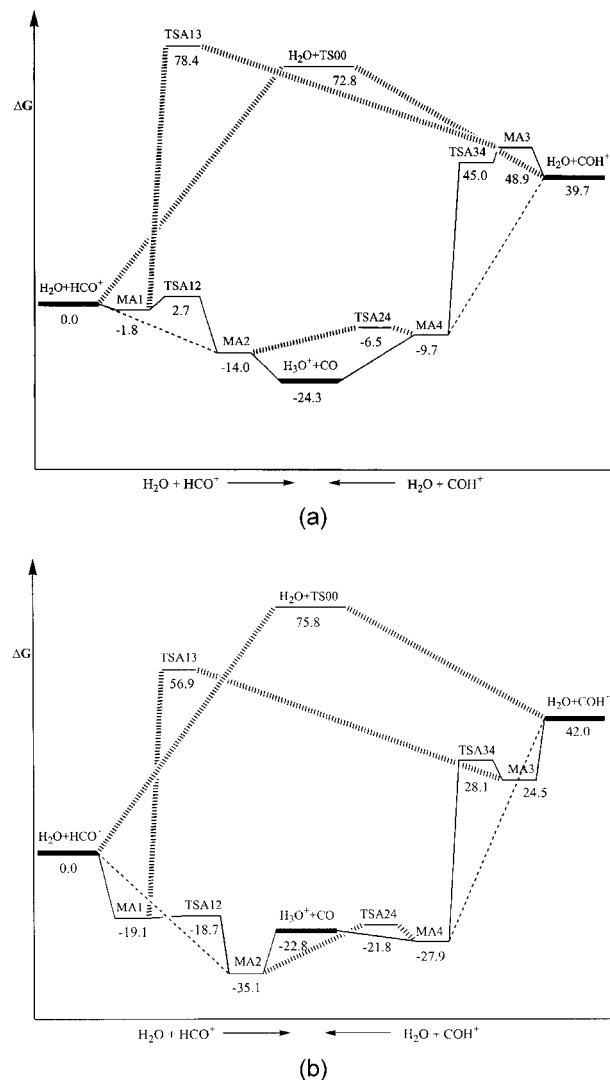 TSA13
78.4
H₂O+TS00
72.8
ΔG
MA3
TSA34
H₂O+COH⁺
45.0
48.9
39.7
H₂O+HCO⁺
0.0
MA1
-1.8
TSA12
2.7
MA2
-14.0
TSA24
-6.5
MA4
-9.7
H₃O⁺+CO
-24.3
H₂O + HCO⁺
H₂O + COH⁺
(a)
H₂O+TS00
75.8
ΔG
TSA13
56.9
H₂O+COH⁺
42.0
TSA34
28.1
MA3
24.5
H₂O+HCO⁺
0.0
MA1
-19.1
TSA12
-18.7
H₃O⁺+CO
-22.8
TSA24
-21.8
MA4
-27.9
MA2
-35.1
H₂O + HCO⁺
H₂O + COH⁺
(b)